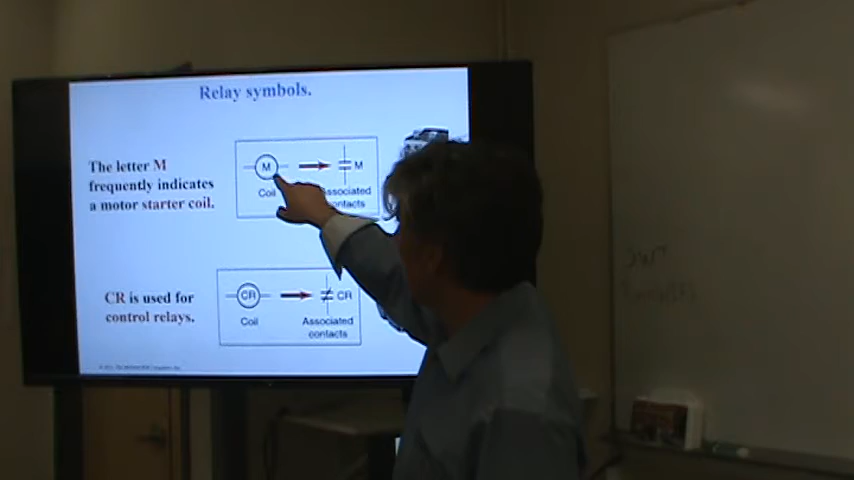 Relay symbols.
The letter M
frequently indicates
a motor starter coil.
M
M
Coil
Associated
contacts
CR is used for
control relays.
CR
CR
Coil
Associated
contacts